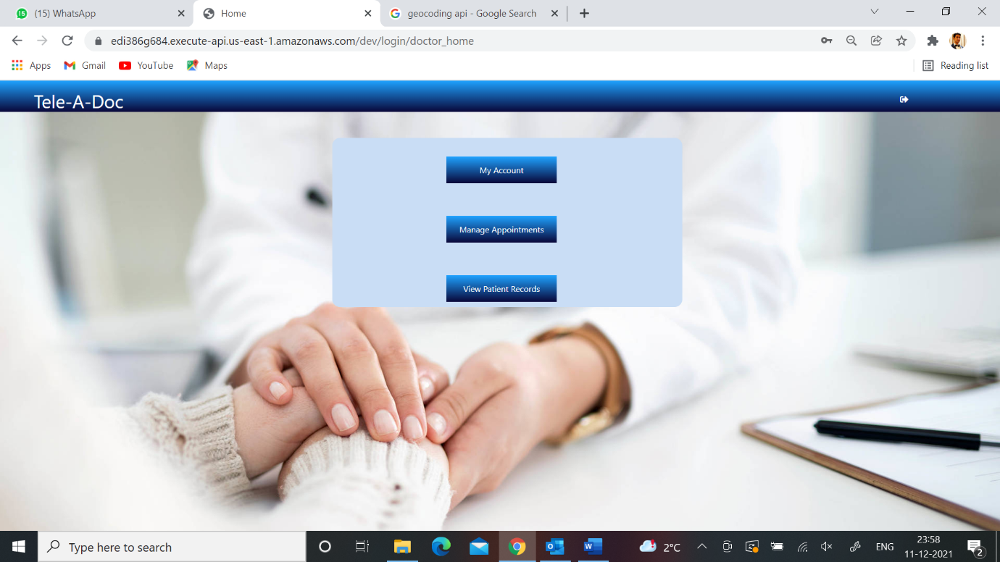 (15) WhatsApp
Home
geocoding api - Google Search
edi386g684.execute-api.us-east-1.amazonaws.com/dev/login/doctor_home
Apps
Gmail
YouTube
Maps
Reading list
Tele-A-Doc
My Account
Manage Appointments
View Patient Records
Type here to search
2°C
ENG
23:58
11-12-2021
2